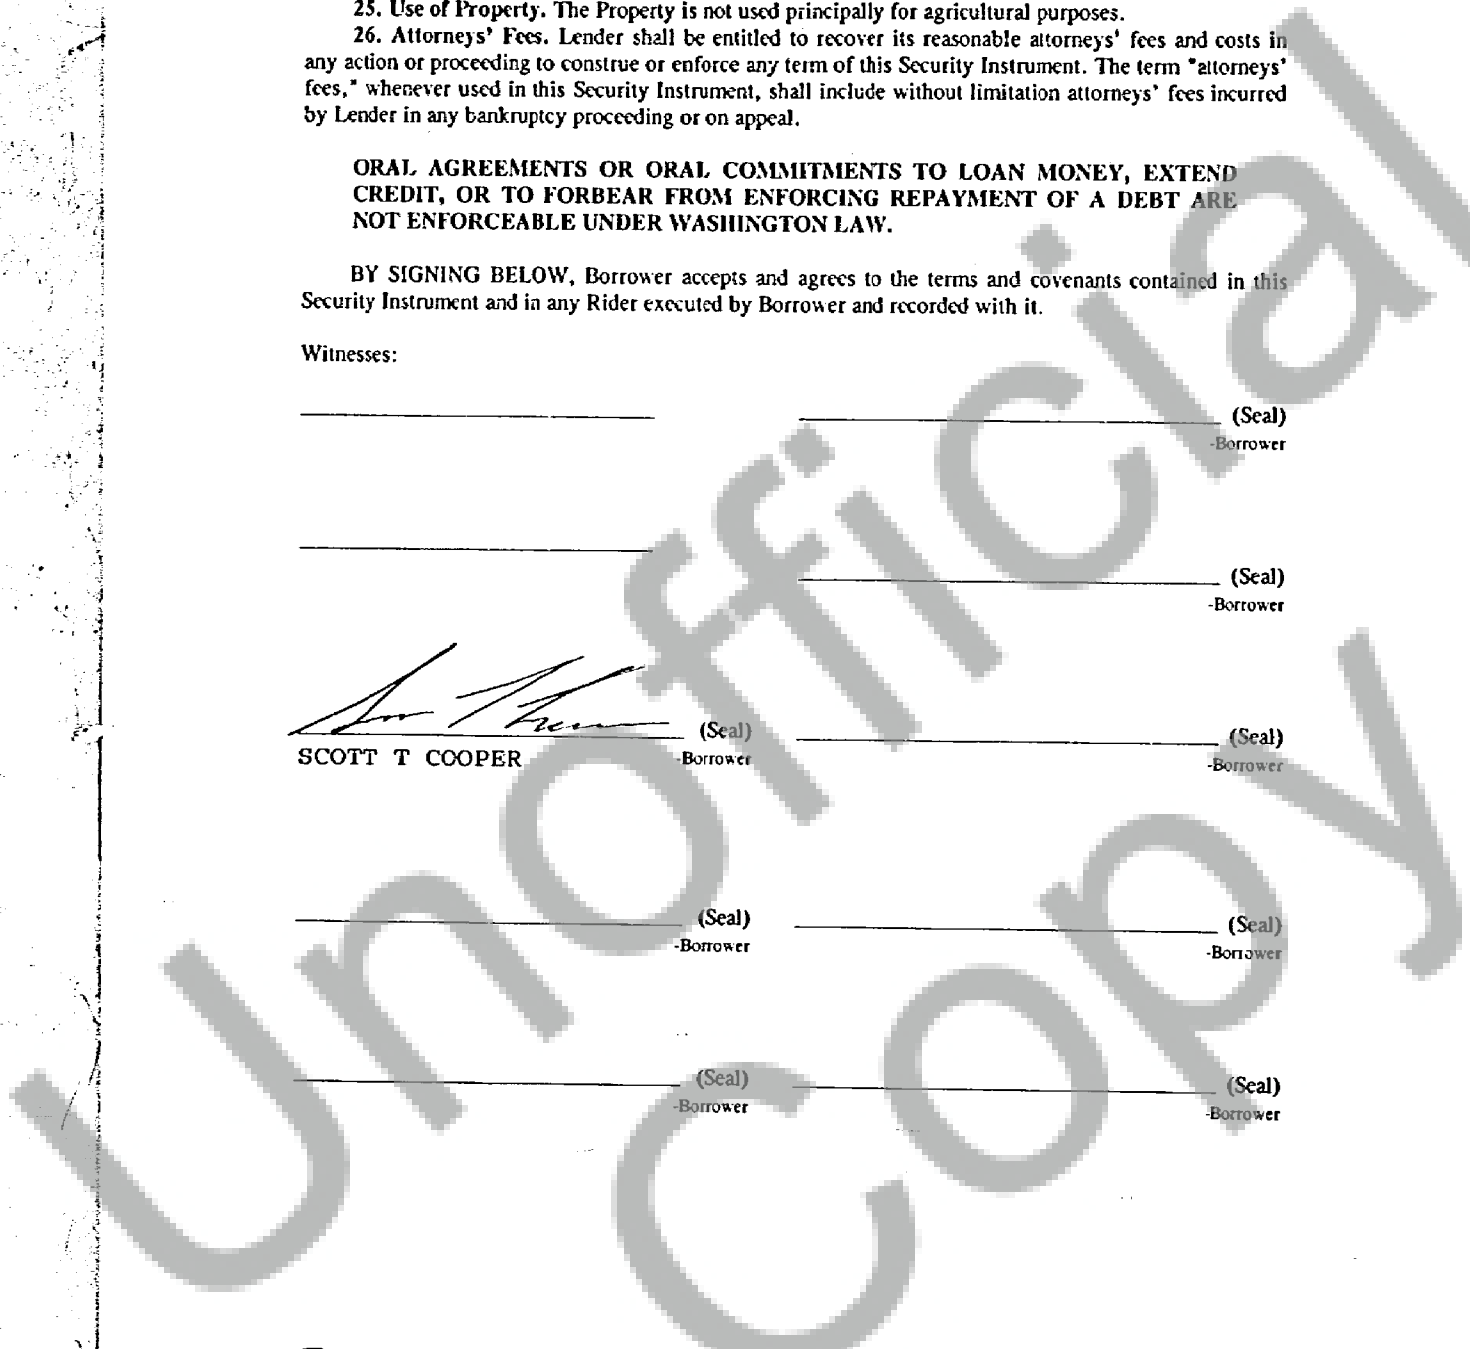 25. Use of Property. The Property is not used principally for agricultural purposes.
26. Attorneys' Fees. Lender shall be entitled to recover its reasonable attorneys' fees and costs in
any action or proceeding to construe or enforce any term of this Security Instrument. The term "attorneys'
fees," whenever used in this Security Instrument, shall include without limitation attorneys' fees incurred
by Lender in any bankruptcy proceeding or on appeal.
ORAL AGREEMENTS OR ORAL COMMITMENTS TO LOAN MONEY, EXTEND
CREDIT, OR TO FORBEAR FROM ENFORCING REPAYMENT OF A DEBT ARE
NOT ENFORCEABLE UNDER WASHINGTON LAW.
BY SIGNING BELOW, Borrower accepts and agrees to the terms and covenants contained in this
Security Instrument and in any Rider executed by Borrower and recorded with it.
Witnesses:
(Seal)
-Borrower
(Seal)
-Borrower
(Seal)
SCOTT T COOPER -Borrower
(Seal)
-Borrower
(Seal)
-Borrower
(Seal)
-Borrower
(Seal)
-Borrower
(Seal)
-Borrower
Unofficial
Copy